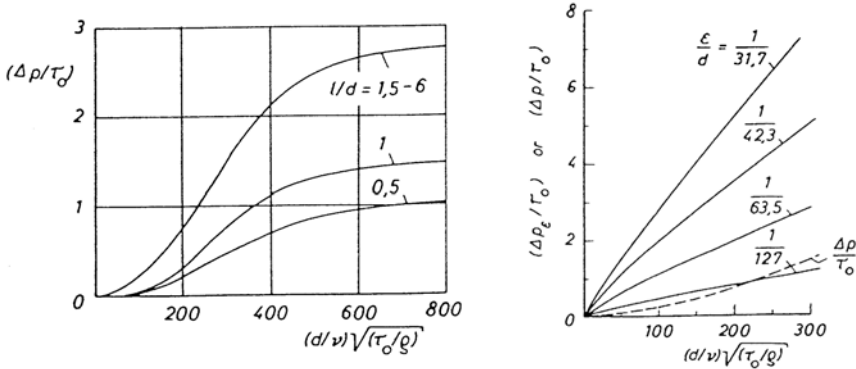 3
(Δp/τ₀)
2
l/d = 1,5-6
1
1
0,5
0
0 200 400 600 800
(d/ν)√(τ₀/ϱ)
8
(Δp_ε/τ₀) or (Δp/τ₀)
6
4
2
0
ε/d = 1/31,7
1/42,3
1/63,5
1/127
Δp/τ₀
100 200 300
(d/ν)√(τ₀/ϱ)